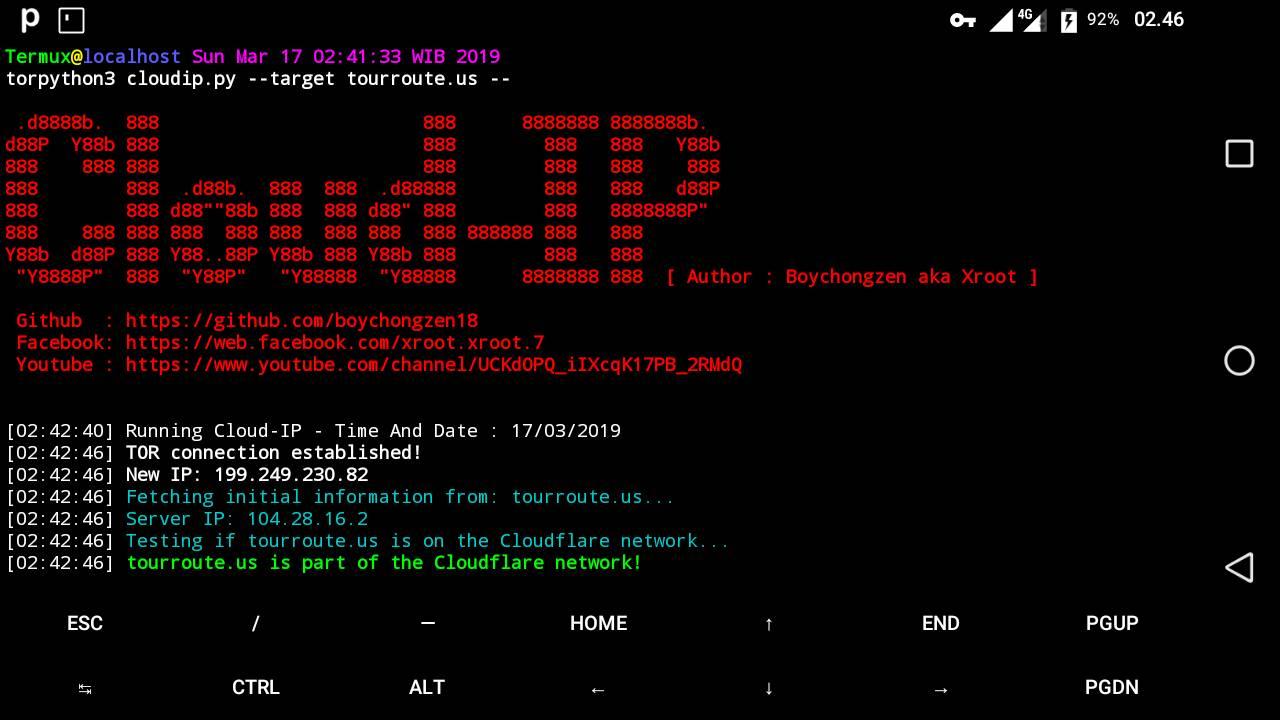 p 4G 92% 02.46
Termux@localhost Sun Mar 17 02:41:33 WIB 2019
torpython3 cloudip.py --target tourroute.us --
 .d8888b.  888                        888      8888888 8888888b.
d88P  Y88b 888                        888        888   888   Y88b
888    888 888                        888        888   888    888
888        888  .d88b.  888  888  .d88888        888   888   d88P
888        888 d88""88b 888  888 d88" 888        888   8888888P"
888    888 888 888  888 888  888 888  888 888888 888   888
Y88b  d88P 888 Y88..88P Y88b 888 Y88b 888        888   888
 "Y8888P"  888  "Y88P"   "Y88888  "Y88888      8888888 888  [ Author : Boychongzen aka Xroot ]
Github  : https://github.com/boychongzen18
Facebook: https://web.facebook.com/xroot.xroot.7
Youtube : https://www.youtube.com/channel/UCKdOPQ_iIXcqK17PB_2RMdQ
[02:42:40] Running Cloud-IP - Time And Date : 17/03/2019
[02:42:46] TOR connection established!
[02:42:46] New IP: 199.249.230.82
[02:42:46] Fetching initial information from: tourroute.us...
[02:42:46] Server IP: 104.28.16.2
[02:42:46] Testing if tourroute.us is on the Cloudflare network...
[02:42:46] tourroute.us is part of the Cloudflare network!
ESC / — HOME ↑ END PGUP
↹ CTRL ALT ← ↓ → PGDN